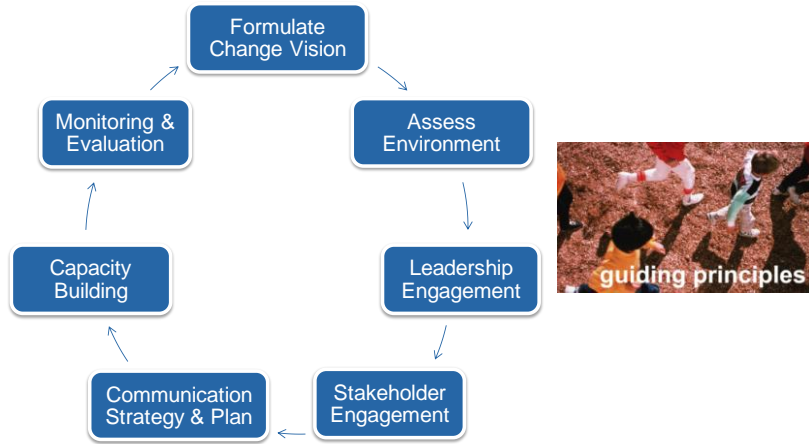 Formulate
Change Vision
Assess
Environment
Leadership
Engagement
Stakeholder
Engagement
Communication
Strategy & Plan
Capacity
Building
Monitoring &
Evaluation
guiding principles